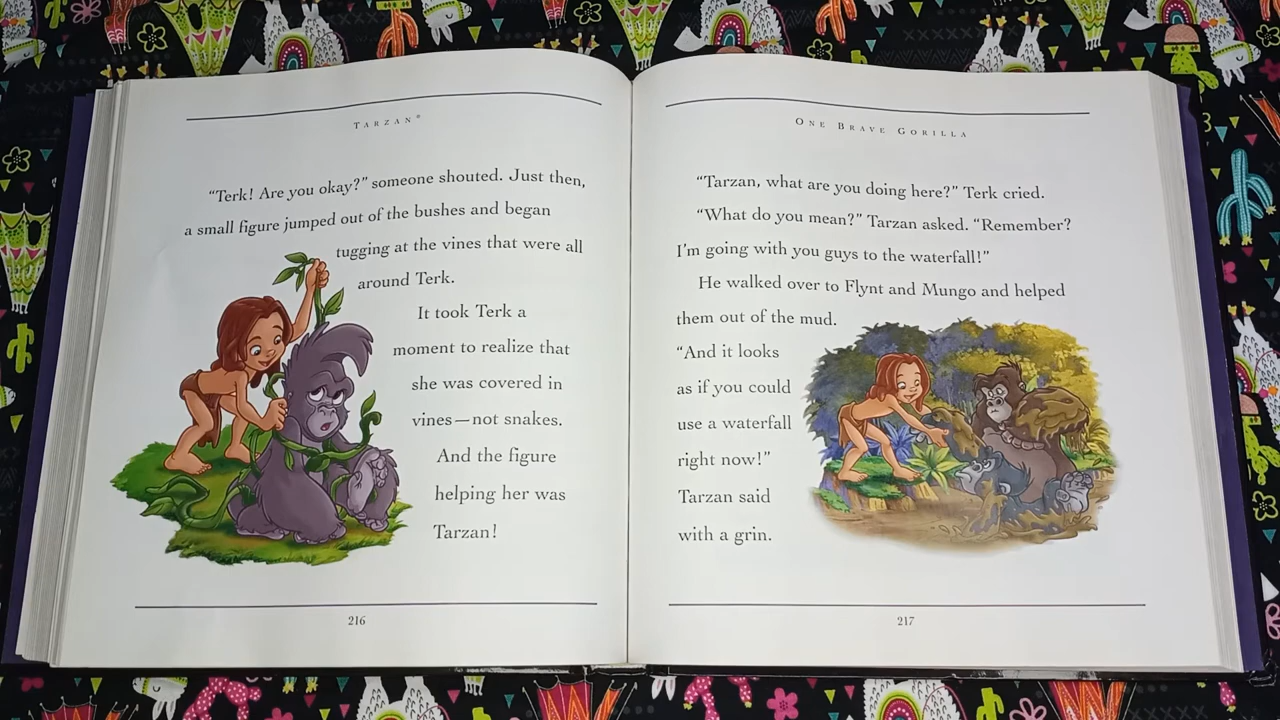 TARZAN®
“Terk! Are you okay?” someone shouted. Just then,
a small figure jumped out of the bushes and began
tugging at the vines that were all
around Terk.
It took Terk a
moment to realize that
she was covered in
vines—not snakes.
And the figure
helping her was
Tarzan!
216
ONE BRAVE GORILLA
“Tarzan, what are you doing here?” Terk cried.
“What do you mean?” Tarzan asked. “Remember?
I’m going with you guys to the waterfall!”
He walked over to Flynt and Mungo and helped
them out of the mud.
“And it looks
as if you could
use a waterfall
right now!”
Tarzan said
with a grin.
217